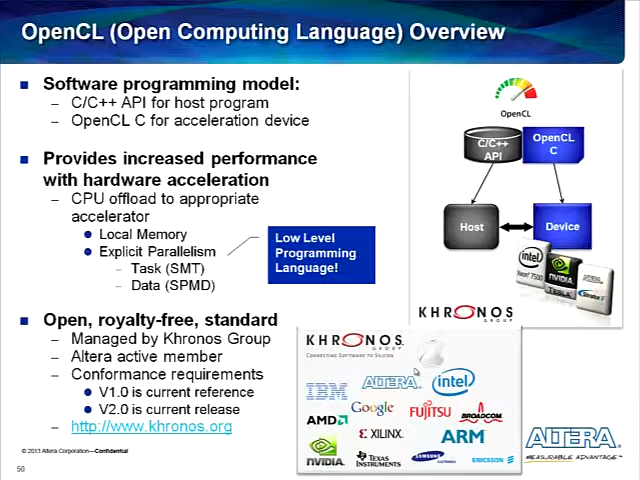 OpenCL (Open Computing Language) Overview
Software programming model:
– C/C++ API for host program
– OpenCL C for acceleration device
Provides increased performance
with hardware acceleration
– CPU offload to appropriate
accelerator
Local Memory
Explicit Parallelism
– Task (SMT)
– Data (SPMD)
Low Level
Programming
Language!
Open, royalty-free, standard
– Managed by Khronos Group
– Altera active member
– Conformance requirements
V1.0 is current reference
V2.0 is current release
– http://www.khronos.org
OpenCL
C/C++
API
OpenCL
C
Host
Device
intel
NVIDIA
TESLA
KHRONOS
GROUP
KHRONOS
GROUP
CONNECTING SOFTWARE TO SILICON
IBM
ALTERA
intel
Google
FUJITSU
BROADCOM
AMD
XILINX
ARM
NVIDIA
TEXAS
INSTRUMENTS
SAMSUNG
ERICSSON
ALTERA
MEASURABLE ADVANTAGE™
© 2013 Altera Corporation—Confidential
50